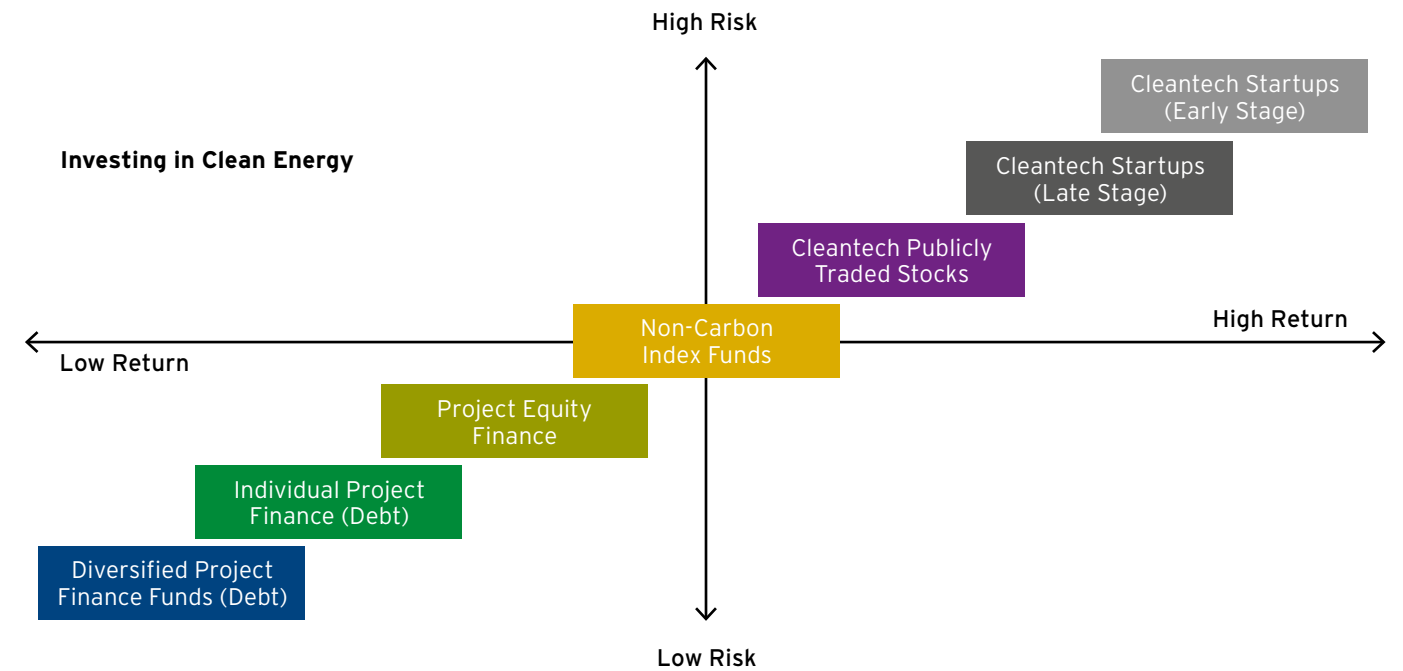 High Risk
Cleantech Startups
(Early Stage)
Investing in Clean Energy
Cleantech Startups
(Late Stage)
Cleantech Publicly
Traded Stocks
High Return
Non-Carbon
Index Funds
Low Return
Project Equity
Finance
Individual Project
Finance (Debt)
Diversified Project
Finance Funds (Debt)
Low Risk